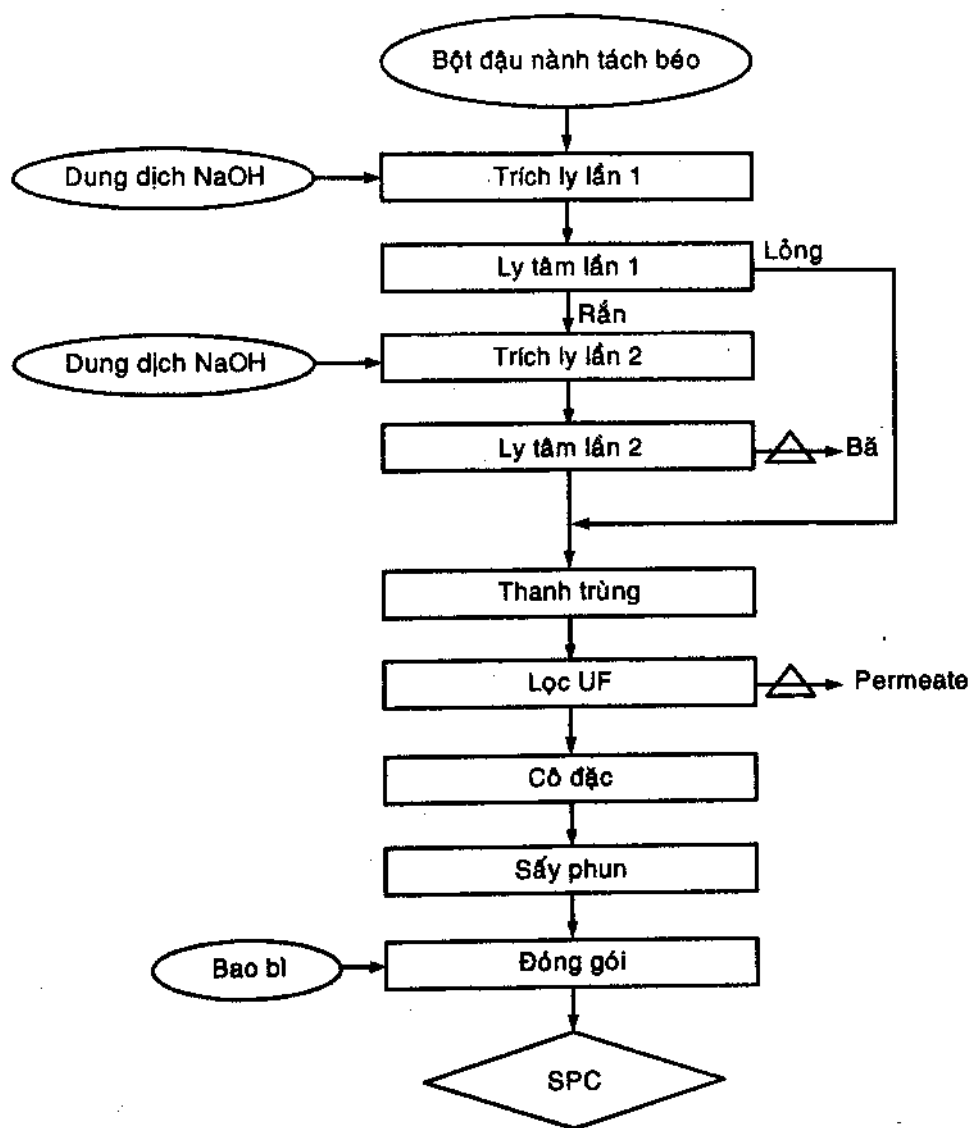 Bột đậu nành tách béo
Dung dịch NaOH
Trích ly lần 1
Ly tâm lần 1
Lỏng
Rắn
Dung dịch NaOH
Trích ly lần 2
Ly tâm lần 2
Bã
Thanh trùng
Lọc UF
Permeate
Cô đặc
Sấy phun
Bao bì
Đóng gói
SPC